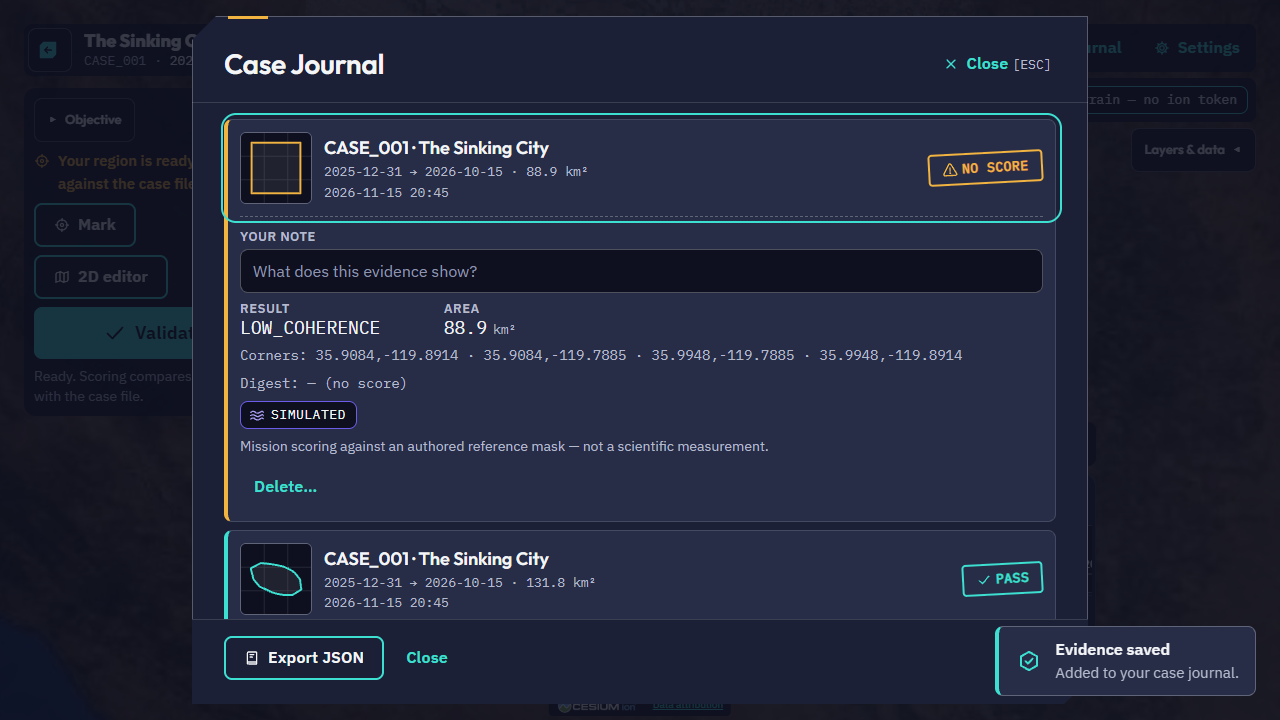 The Sinking C
CASE_001 · 202
rnal
Settings
rain — no ion token
Objective
Layers & data
Your region is ready
against the case file
Mark
2D editor
Validat
Ready. Scoring compares
with the case file.
Case Journal
Close [ESC]
CASE_001 · The Sinking City
2025-12-31 → 2026-10-15 · 88.9 km²
2026-11-15 20:45
NO SCORE
YOUR NOTE
What does this evidence show?
RESULT
AREA
LOW_COHERENCE
88.9 km²
Corners: 35.9084,-119.8914 · 35.9084,-119.7885 · 35.9948,-119.7885 · 35.9948,-119.8914
Digest: — (no score)
SIMULATED
Mission scoring against an authored reference mask — not a scientific measurement.
Delete...
CASE_001 · The Sinking City
2025-12-31 → 2026-10-15 · 131.8 km²
2026-11-15 20:45
PASS
Export JSON
Close
Evidence saved
Added to your case journal.
CESIUM ion
Data attribution